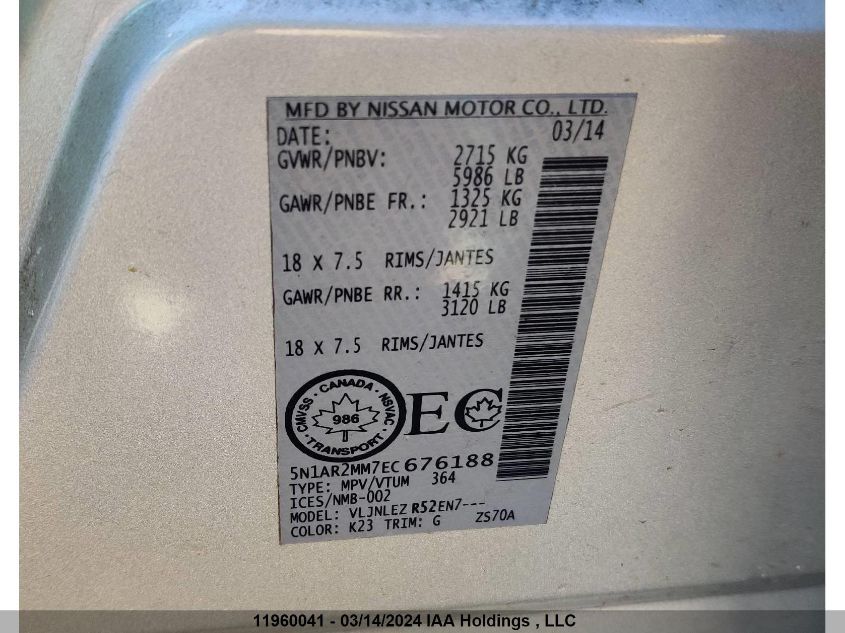 MFD BY NISSAN MOTOR CO., LTD.
DATE: 03/14
GVWR/PNBV: 2715 KG
5986 LB
GAWR/PNBE FR.: 1325 KG
2921 LB
18 X 7.5 RIMS/JANTES
GAWR/PNBE RR.: 1415 KG
3120 LB
18 X 7.5 RIMS/JANTES
CMVSS · CANADA · NSVAC
986
TRANSPORT
EC
5N1AR2MM7EC676188
TYPE: MPV/VTUM 364
ICES/NMB-002
MODEL: VLJNLEZ R52EN7---
COLOR: K23 TRIM: G ZS70A
11960041 - 03/14/2024 IAA Holdings , LLC